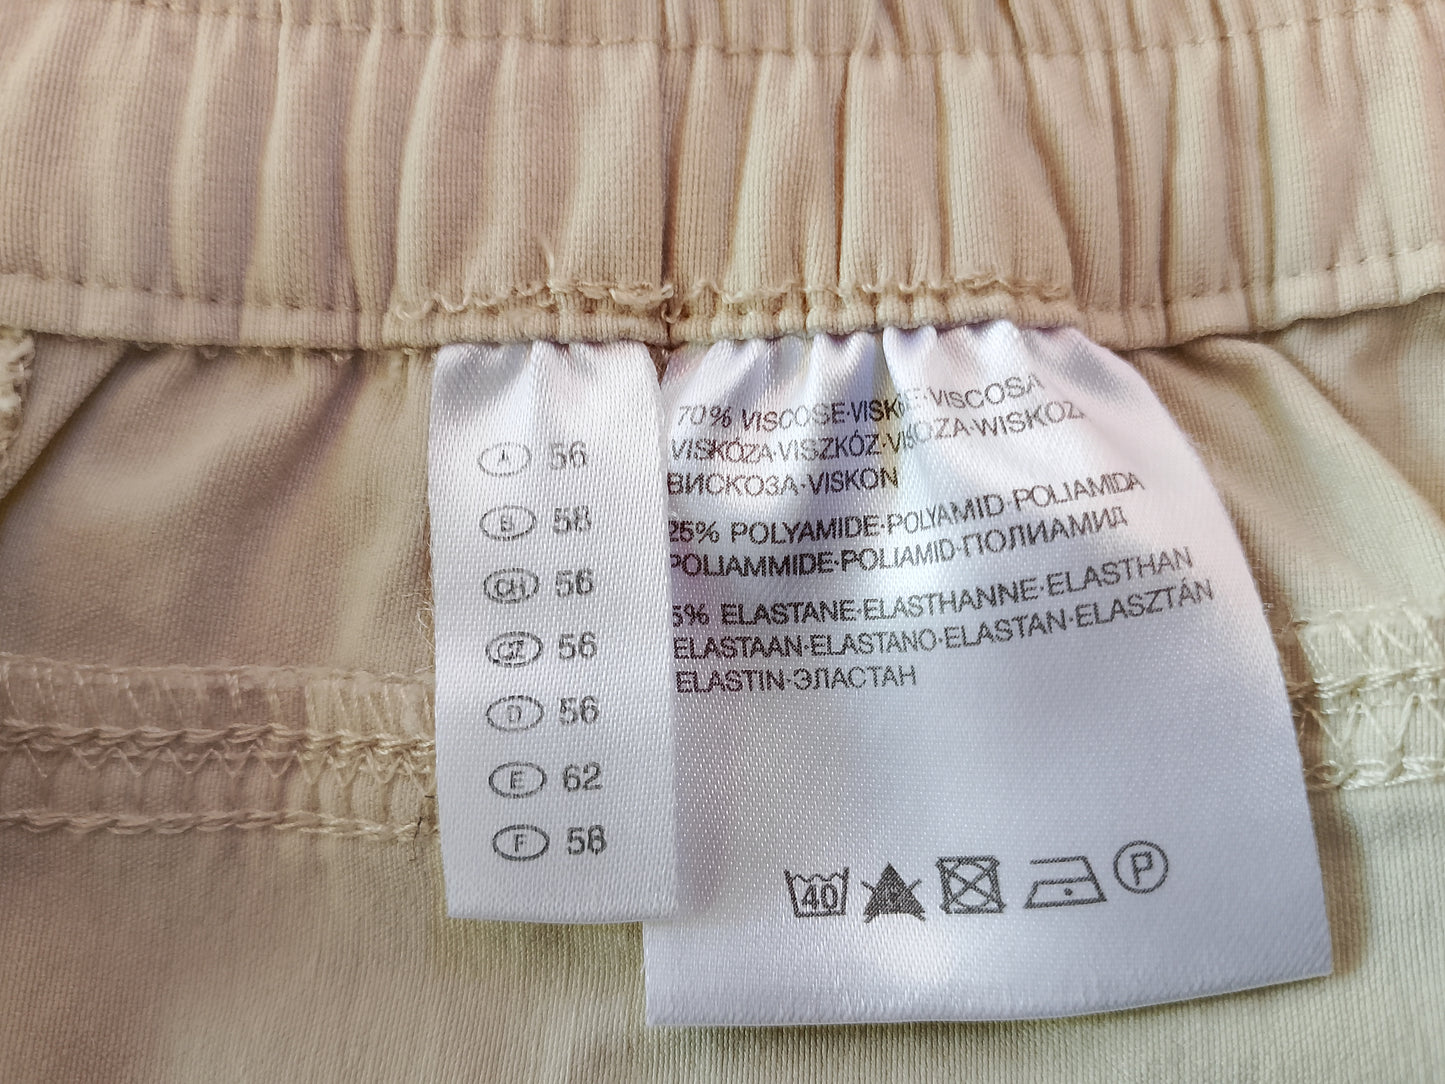 A 56
B 58
CH 56
CZ 56
D 56
E 62
F 58
70% VISCOSE·VISKOSE·VISCOSA
VISKÓZA·VISZKÓZ·VISCOZA·WISKOZA
ВИСКОЗА·VISKON
25% POLYAMIDE·POLYAMID·POLIAMIDA
POLIAMMIDE·POLIAMID·ПОЛИАМИД
5% ELASTANE·ELASTHANNE·ELASTHAN
ELASTAAN·ELASTANO·ELASTAN·ELASZTÁN
ELASTIN·ЭЛАСТАН
40 P